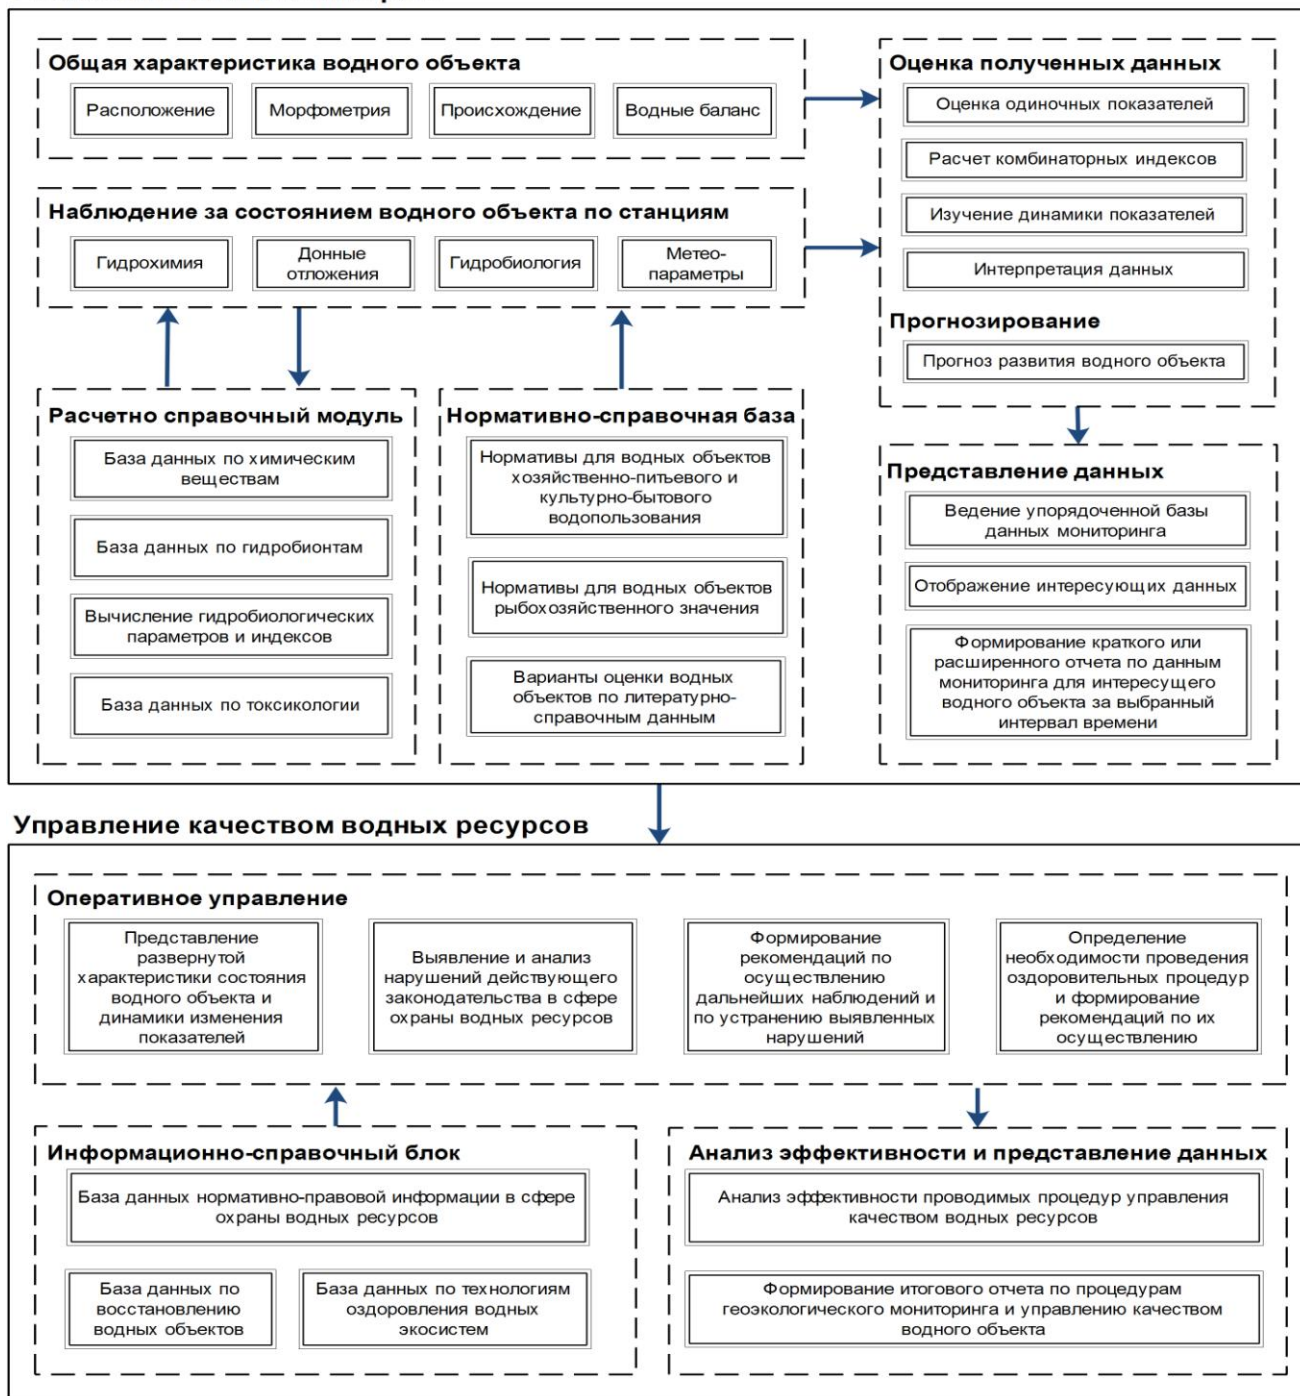 Общая характеристика водного объекта
Расположение
Морфометрия
Происхождение
Водные баланс
Наблюдение за состоянием водного объекта по станциям
Гидрохимия
Донные
отложения
Гидробиология
Метео-
параметры
Оценка полученных данных
Оценка одиночных показателей
Расчет комбинаторных индексов
Изучение динамики показателей
Интерпретация данных
Прогнозирование
Прогноз развития водного объекта
Расчетно справочный модуль
База данных по химическим
веществам
База данных по гидробионтам
Вычисление гидробиологических
параметров и индексов
База данных по токсикологии
Нормативно-справочная база
Нормативы для водных объектов
хозяйственно-питьевого и
культурно-бытового
водопользования
Нормативы для водных объектов
рыбохозяйственного значения
Варианты оценки водных
объектов по литературно-
справочным данным
Представление данных
Ведение упорядоченной базы
данных мониторинга
Отображение интересующих данных
Формирование краткого или
расширенного отчета по данным
мониторинга для интересущего
водного объекта за выбранный
интервал времени
Управление качеством водных ресурсов
Оперативное управление
Представление
развернутой
характеристики состояния
водного объекта и
динамики изменения
показателей
Выявление и анализ
нарушений действующего
законодательства в сфере
охраны водных ресурсов
Формирование
рекомендаций по
осуществлению
дальнейших наблюдений и
по устранению выявленных
нарушений
Определение
необходимости проведения
оздоровительных процедур
и формирование
рекомендаций по их
осуществлению
Информационно-справочный блок
База данных нормативно-правовой информации в сфере
охраны водных ресурсов
База данных по
восстановлению
водных объектов
База данных по технологиям
оздоровления водных
экосистем
Анализ эффективности и представление данных
Анализ эффективности проводимых процедур управления
качеством водных ресурсов
Формирование итогового отчета по процедурам
геоэкологического мониторинга и управлению качеством
водного объекта